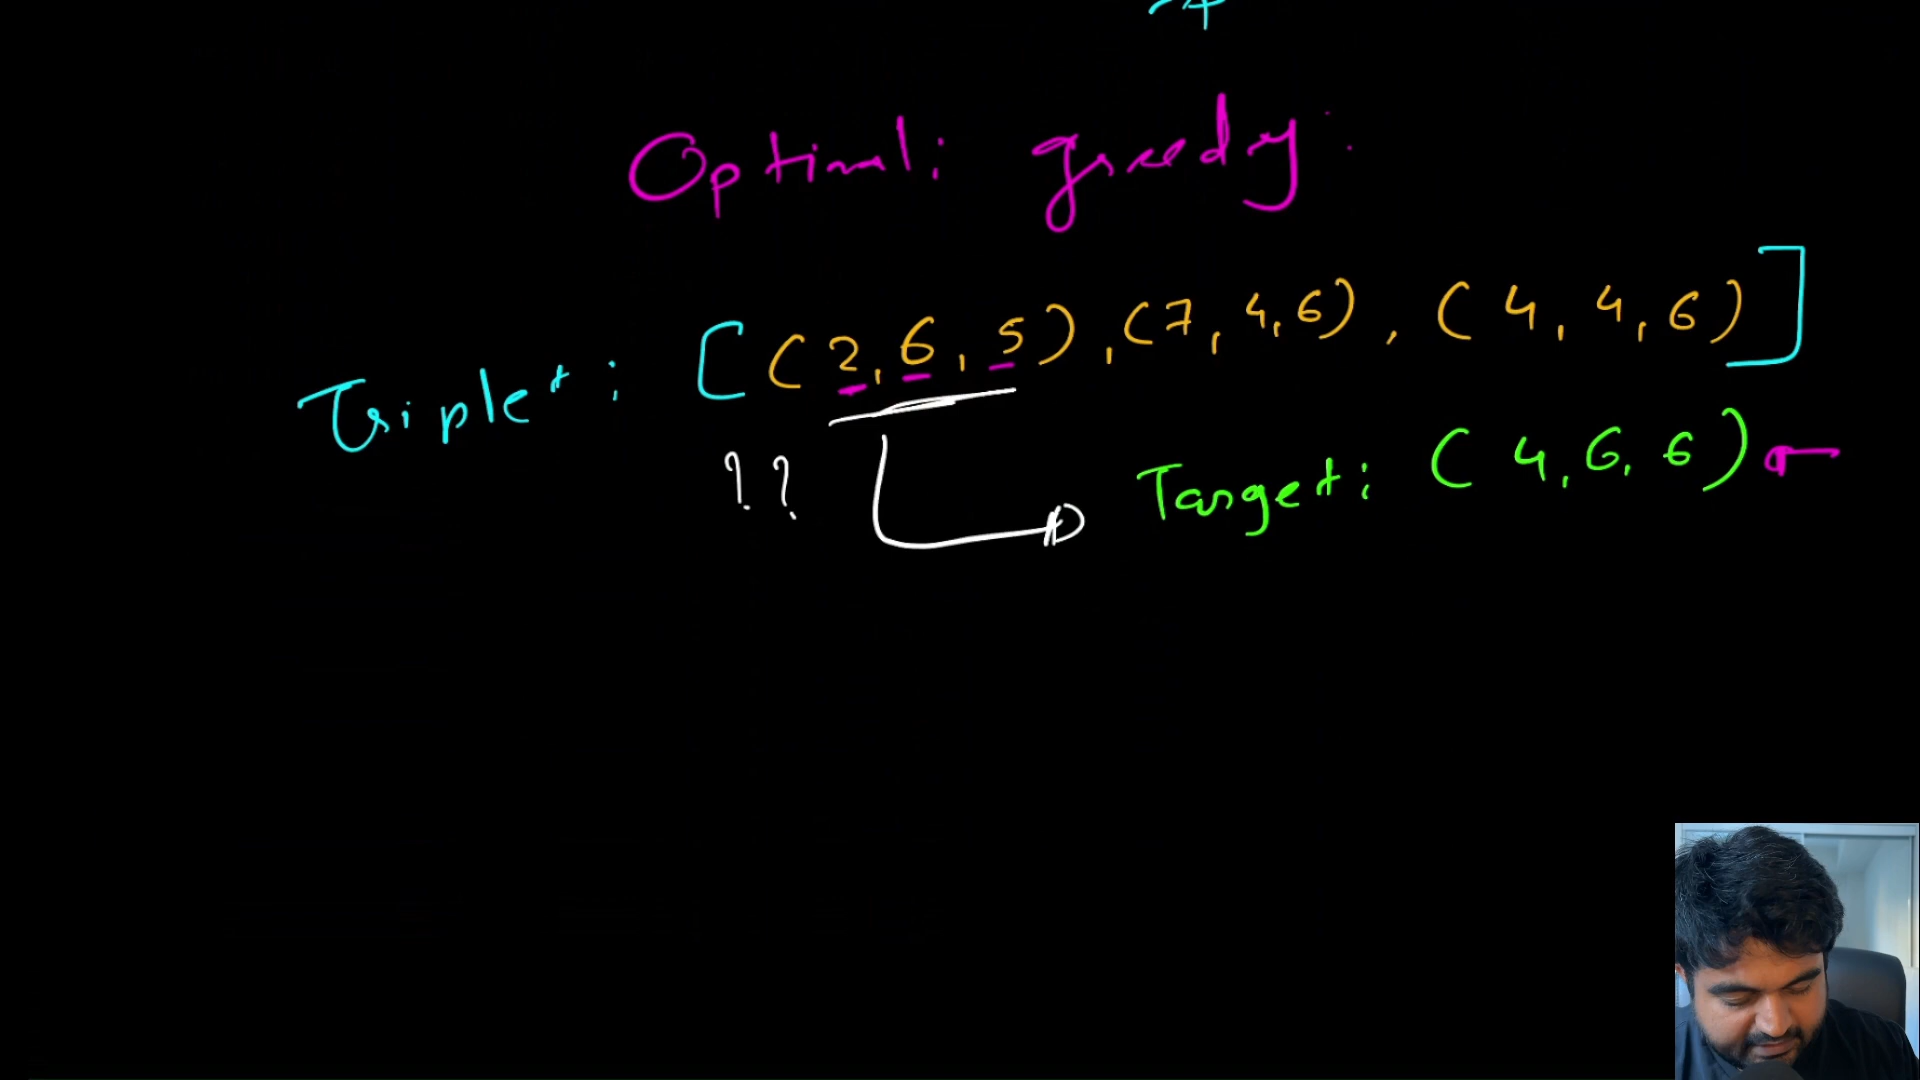 Optimal: greedy:
Triplet: [(2, 6, 5), (7, 4, 6), (4, 4, 6)]
?? Target: (4, 6, 6)